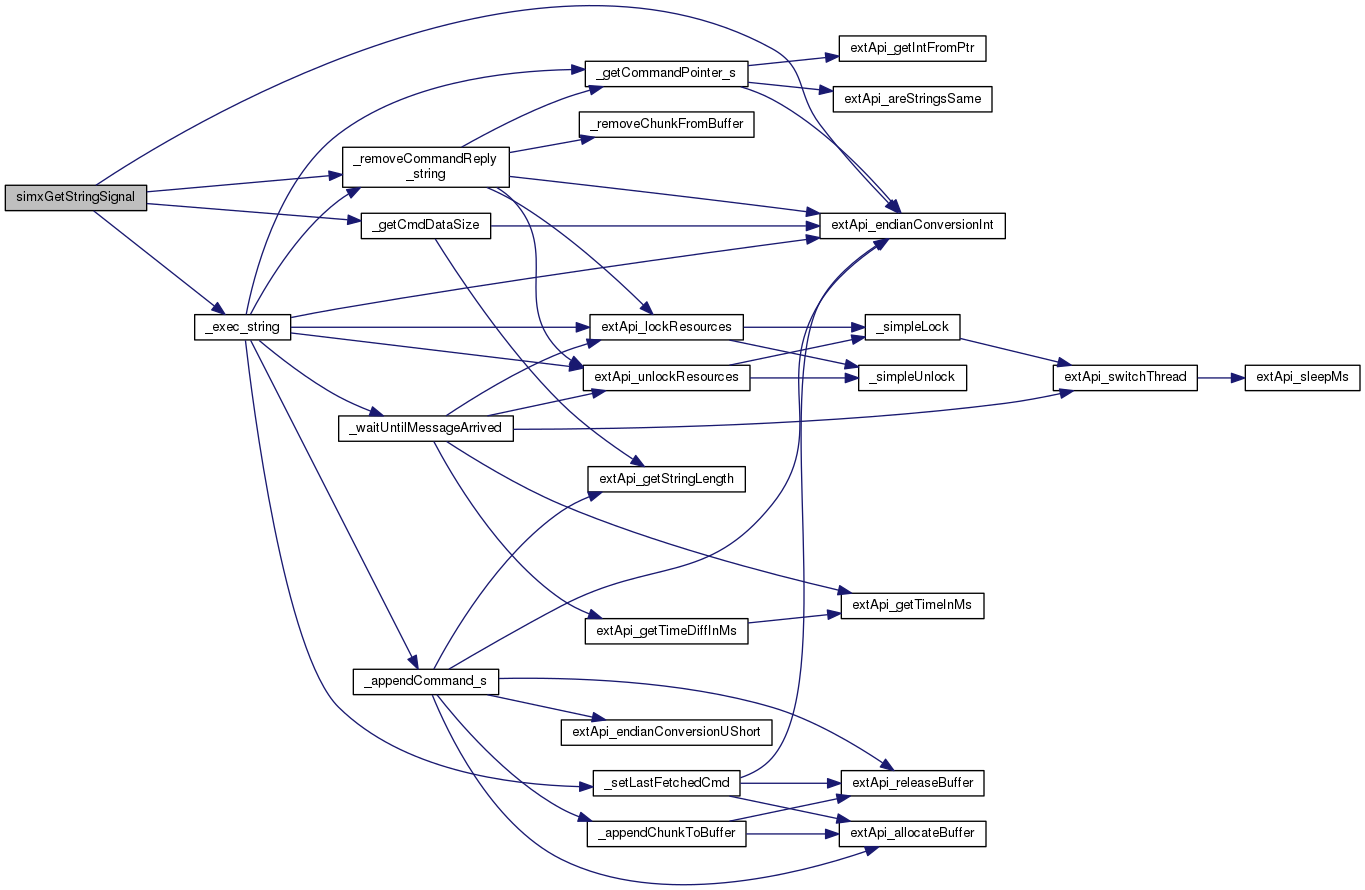 simxGetStringSignal
_exec_string
_removeCommandReply
_string
_getCmdDataSize
_waitUntilMessageArrived
_appendCommand_s
_getCommandPointer_s
_removeChunkFromBuffer
extApi_lockResources
extApi_unlockResources
extApi_getStringLength
extApi_getTimeDiffInMs
extApi_endianConversionUShort
_setLastFetchedCmd
_appendChunkToBuffer
extApi_getIntFromPtr
extApi_areStringsSame
extApi_endianConversionInt
_simpleLock
_simpleUnlock
extApi_getTimeInMs
extApi_releaseBuffer
extApi_allocateBuffer
extApi_switchThread
extApi_sleepMs